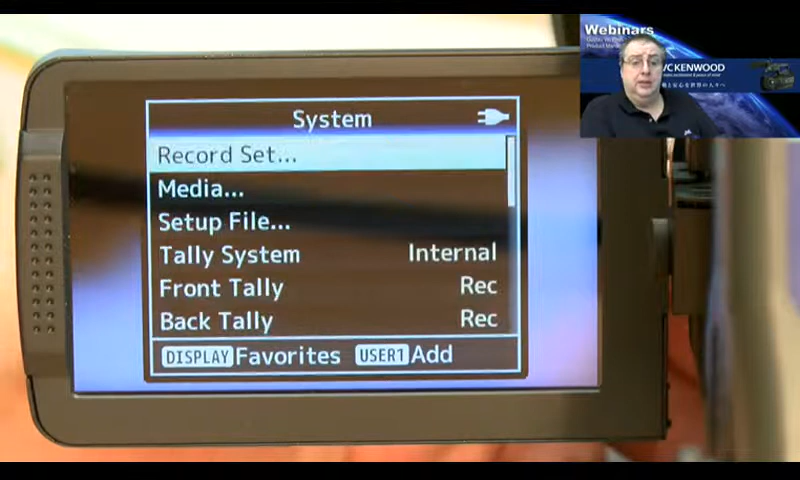 System
Record Set...
Media...
Setup File...
Tally System Internal
Front Tally Rec
Back Tally Rec
DISPLAY Favorites USER1 Add
Webinars
KENWOOD